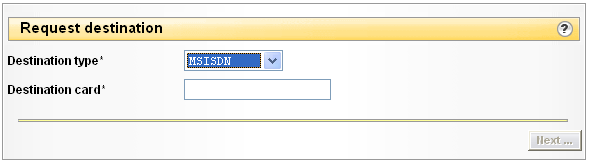 Request destination ?
Destination type* MSISDN
Destination card*
Next ...